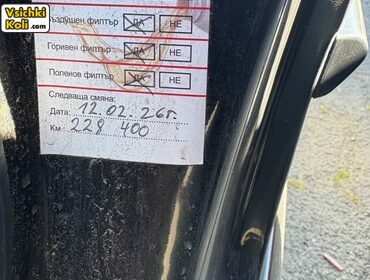 Vsichki
Koli.com
въздушен филтър ДА НЕ
Горивен филтър ДА НЕ
Поленов филтър ДА НЕ
Следваща смяна:
Дата: 12.02.26г.
Км. 228 400